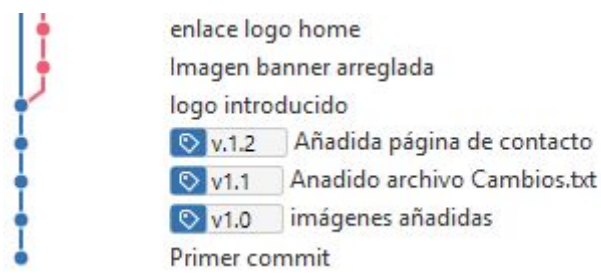 enlace logo home
Imagen banner arreglada
logo introducido
v.1.2 Añadida página de contacto
v1.1 Anadido archivo Cambios.txt
v1.0 imágenes añadidas
Primer commit